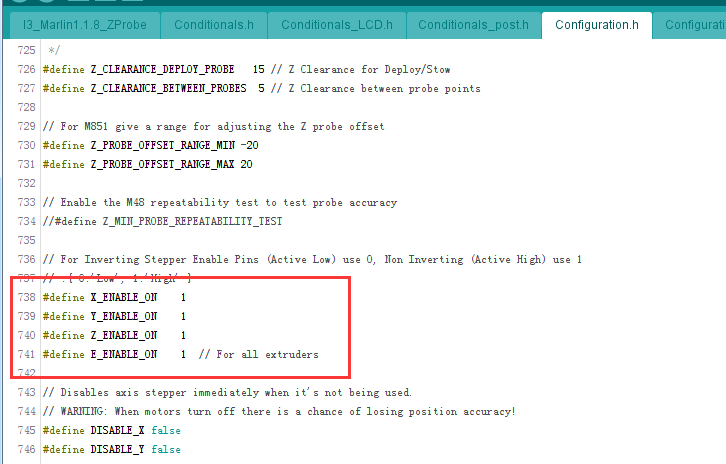 I3_Marlin1.1.8_ZProbe Conditionals.h Conditionals_LCD.h Conditionals_post.h Configuration.h Configurati
725 */
726 #define Z_CLEARANCE_DEPLOY_PROBE 15 // Z Clearance for Deploy/Stow
727 #define Z_CLEARANCE_BETWEEN_PROBES 5 // Z Clearance between probe points
728
729 // For M851 give a range for adjusting the Z probe offset
730 #define Z_PROBE_OFFSET_RANGE_MIN -20
731 #define Z_PROBE_OFFSET_RANGE_MAX 20
732
733 // Enable the M48 repeatability test to test probe accuracy
734 //#define Z_MIN_PROBE_REPEATABILITY_TEST
735
736 // For Inverting Stepper Enable Pins (Active Low) use 0, Non Inverting (Active High) use 1
737 // :{ 0:'Low', 1:'High' }
738 #define X_ENABLE_ON 1
739 #define Y_ENABLE_ON 1
740 #define Z_ENABLE_ON 1
741 #define E_ENABLE_ON 1 // For all extruders
742
743 // Disables axis stepper immediately when it's not being used.
744 // WARNING: When motors turn off there is a chance of losing position accuracy!
745 #define DISABLE_X false
746 #define DISABLE_Y false